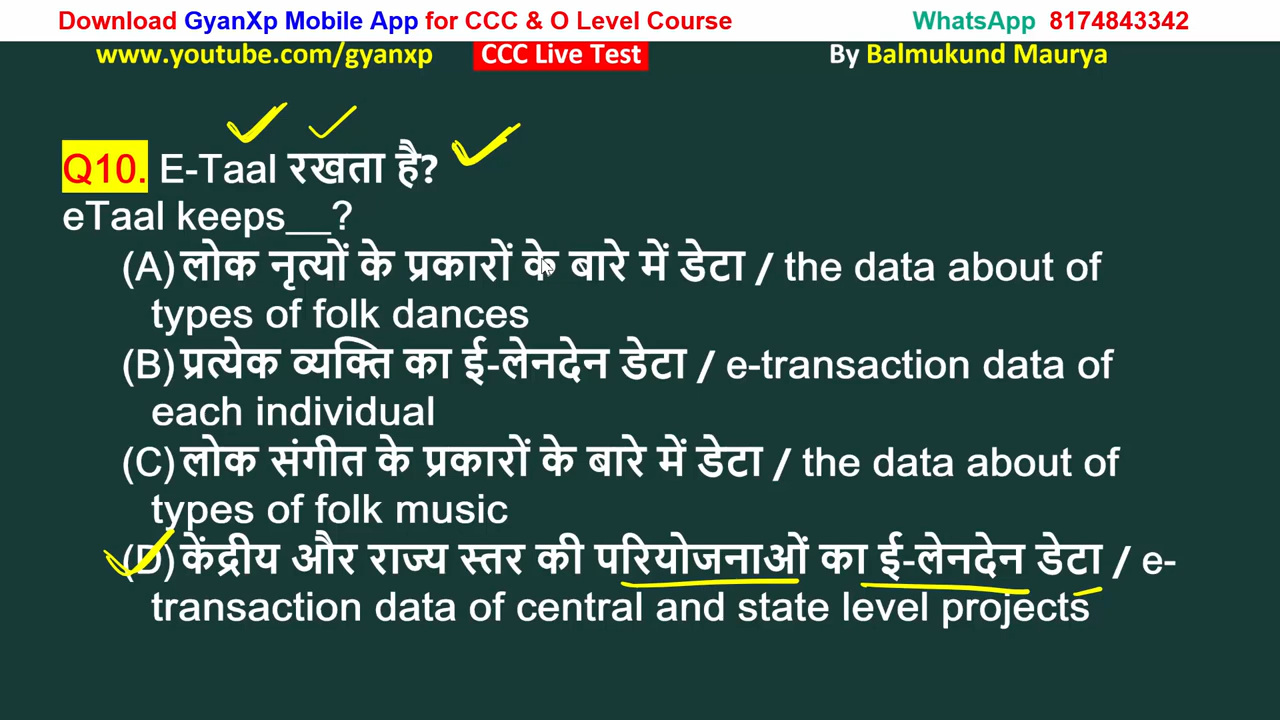 Download GyanXp Mobile App for CCC & O Level Course WhatsApp 8174843342
www.youtube.com/gyanxp CCC Live Test By Balmukund Maurya
Q10. E-Taal रखता है?
eTaal keeps__?
(A) लोक नृत्यों के प्रकारों के बारे में डेटा / the data about of
types of folk dances
(B) प्रत्येक व्यक्ति का ई-लेनदेन डेटा / e-transaction data of
each individual
(C) लोक संगीत के प्रकारों के बारे में डेटा / the data about of
types of folk music
(D) केंद्रीय और राज्य स्तर की परियोजनाओं का ई-लेनदेन डेटा / e-
transaction data of central and state level projects